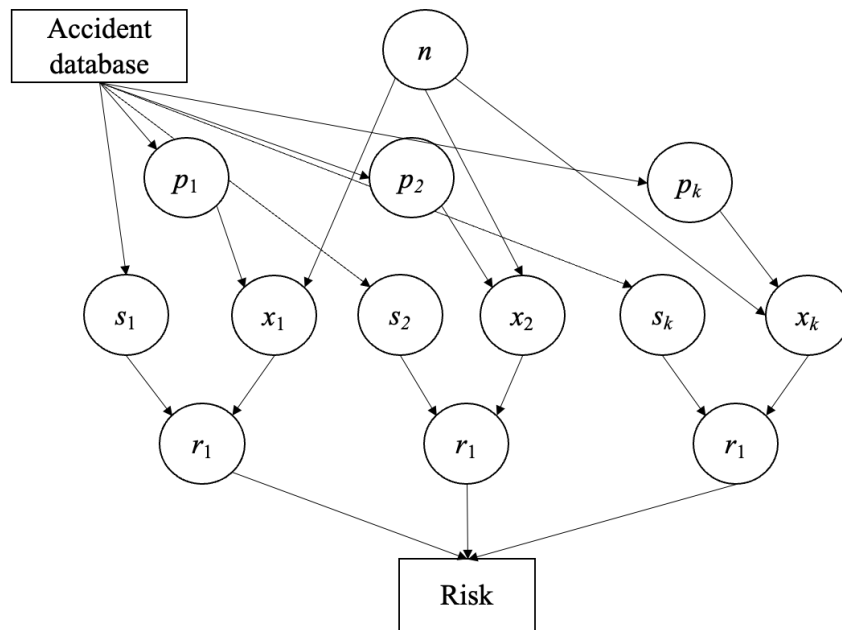 Accident
database
n
p1
p2
pk
s1
x1
s2
x2
sk
xk
r1
r1
r1
Risk